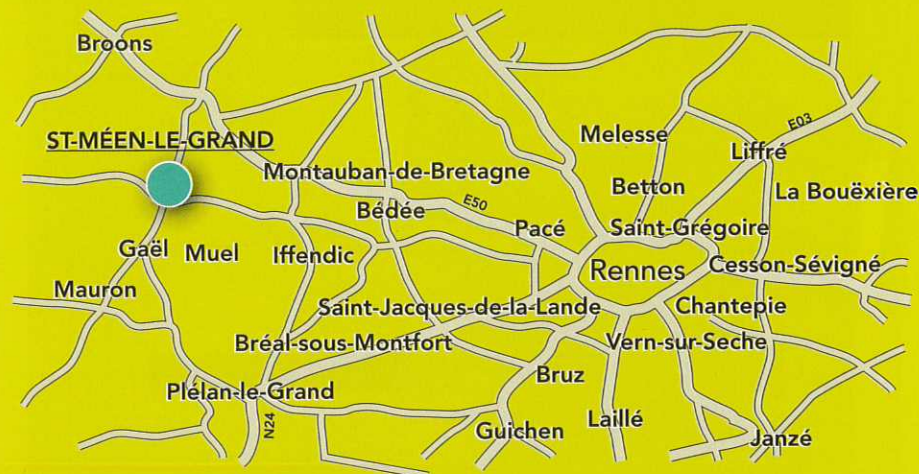 Broons
E03
Melesse
ST-MÉEN-LE-GRAND
Liffré
Montauban-de-Bretagne
Betton
La Bouëxière
E50
Bédée
Pacé
Saint-Grégoire
Gaël
Muel
Iffendic
Rennes
Cesson-Sévigné
Mauron
Saint-Jacques-de-la-Lande
Chantepie
Bréal-sous-Montfort
Vern-sur-Seche
Bruz
Plélan-le-Grand
Laillé
N24
Guichen
Janzé